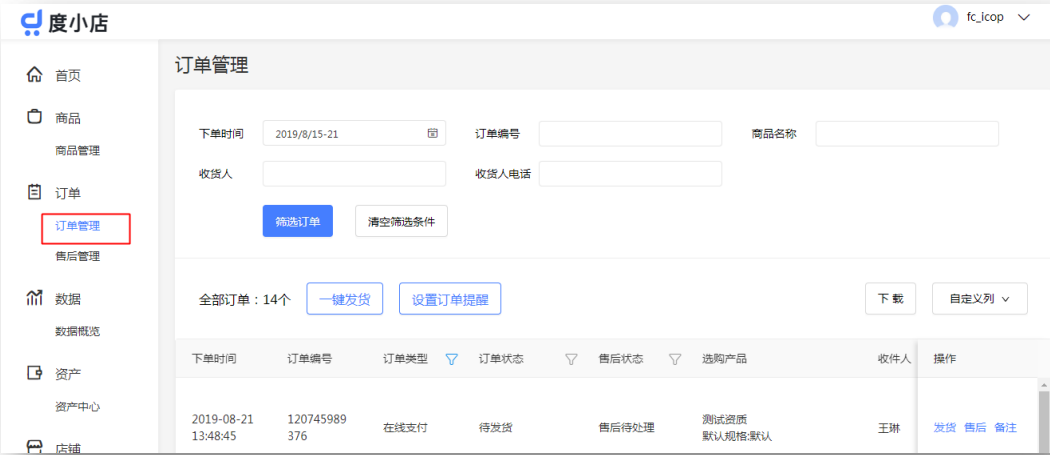 度小店
fc_icop
首页
商品
商品管理
订单
订单管理
售后管理
数据
数据概览
资产
资产中心
店铺
订单管理
下单时间 2019/8/15-21 订单编号 商品名称
收货人 收货人电话
筛选订单 清空筛选条件
全部订单：14个 一键发货 设置订单提醒 下载 自定义列
下单时间 订单编号 订单类型 订单状态 售后状态 选购产品 收件人 操作
2019-08-21
13:48:45
120745989
376
在线支付
待发货
售后待处理
测试资质
默认规格:默认
王琳
发货 售后 备注